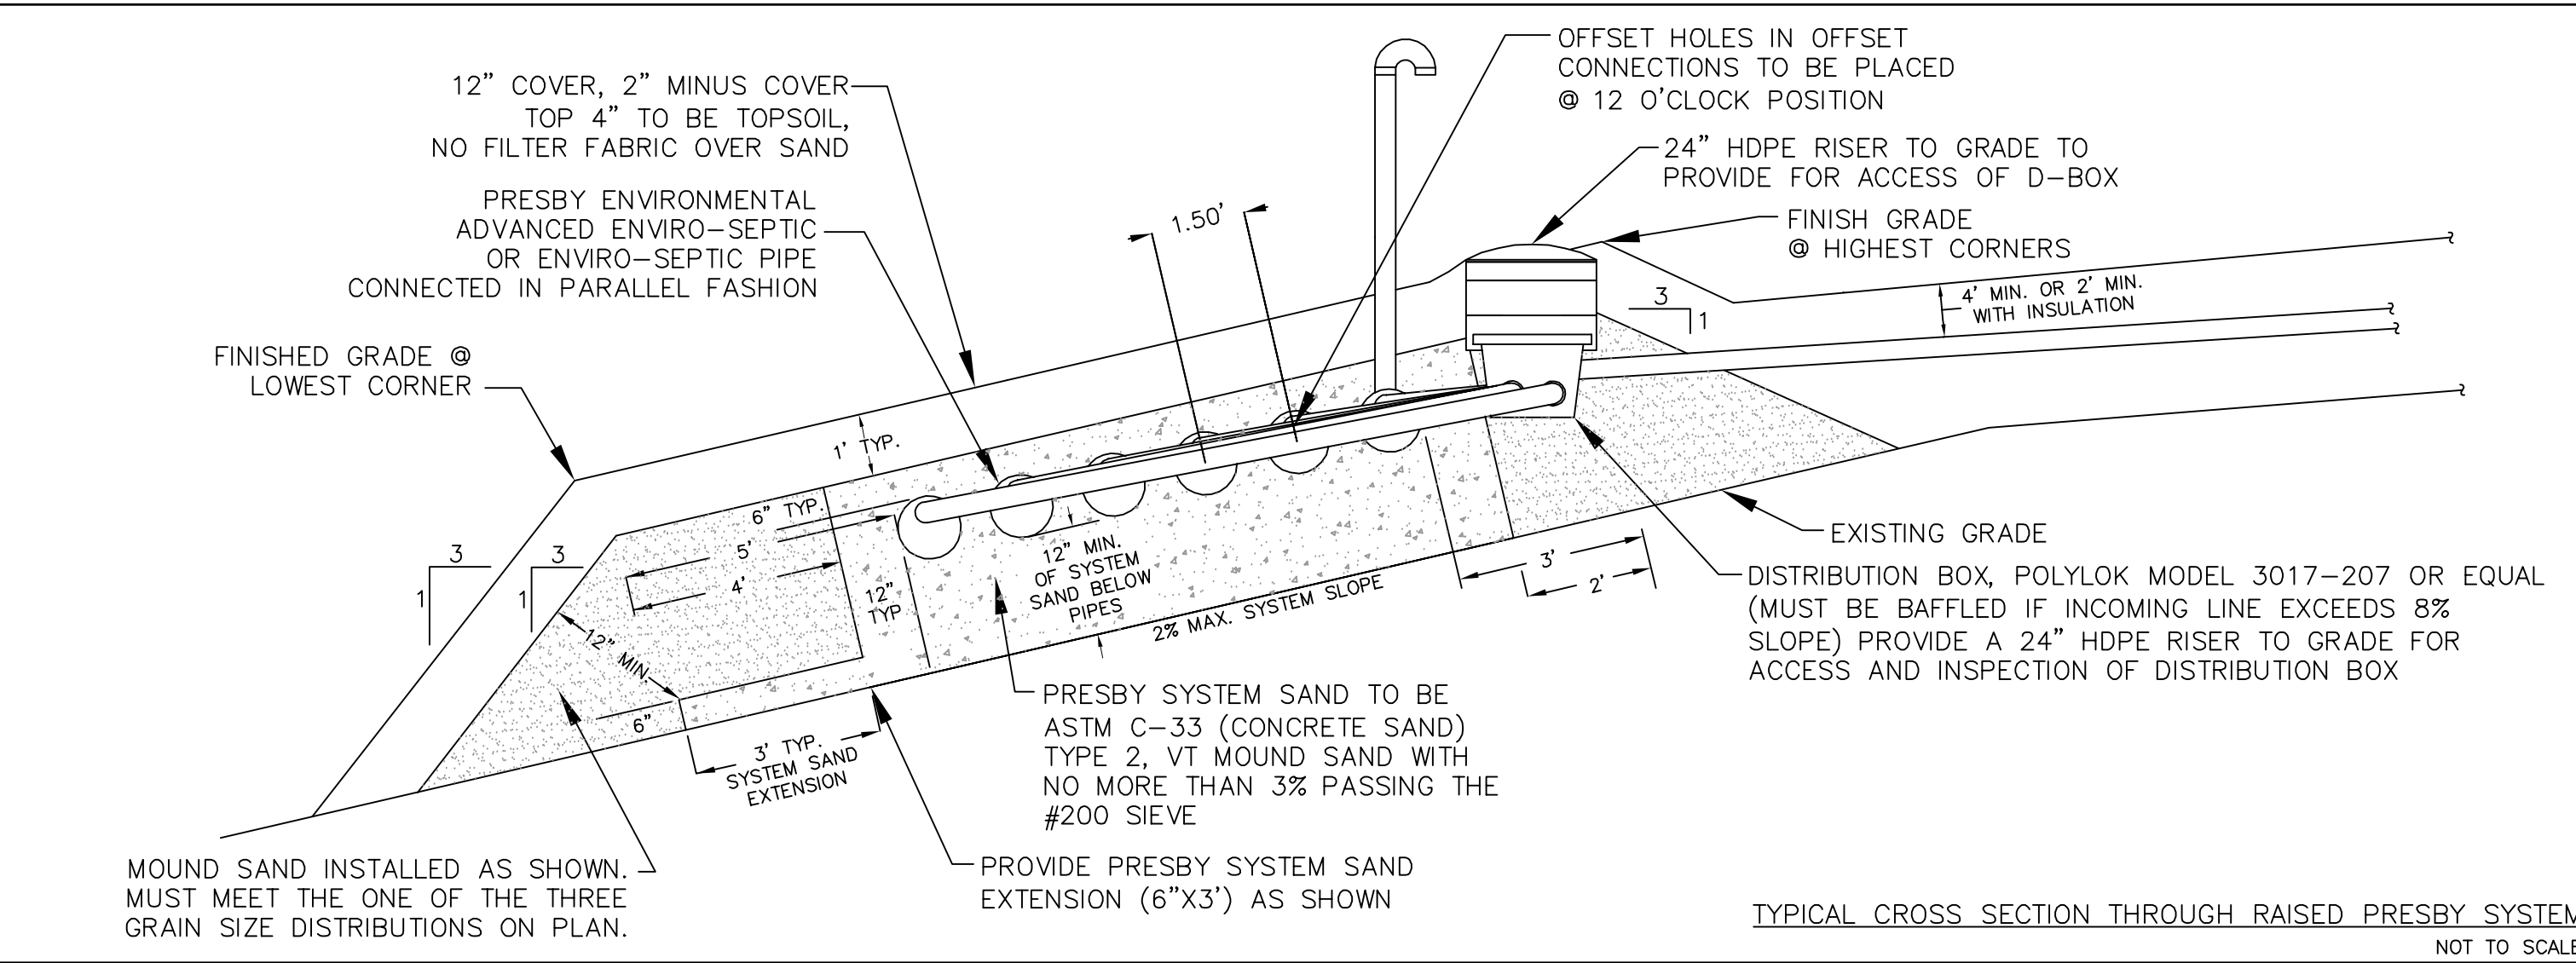 12" COVER, 2" MINUS COVER
TOP 4" TO BE TOPSOIL,
NO FILTER FABRIC OVER SAND
PRESBY ENVIRONMENTAL
ADVANCED ENVIRO-SEPTIC
OR ENVIRO-SEPTIC PIPE
CONNECTED IN PARALLEL FASHION
FINISHED GRADE @
LOWEST CORNER
OFFSET HOLES IN OFFSET
CONNECTIONS TO BE PLACED
@ 12 O'CLOCK POSITION
24" HDPE RISER TO GRADE TO
PROVIDE FOR ACCESS OF D-BOX
FINISH GRADE
@ HIGHEST CORNERS
1.50'
3
1
4' MIN. OR 2' MIN.
WITH INSULATION
1' TYP.
6" TYP.
5'
4'
12"
TYP
12" MIN.
OF SYSTEM
SAND BELOW
PIPES
2% MAX. SYSTEM SLOPE
3'
2'
3
1
3
1
12" MIN.
6"
3' TYP.
SYSTEM SAND
EXTENSION
EXISTING GRADE
DISTRIBUTION BOX, POLYLOK MODEL 3017-207 OR EQUAL
(MUST BE BAFFLED IF INCOMING LINE EXCEEDS 8%
SLOPE) PROVIDE A 24" HDPE RISER TO GRADE FOR
ACCESS AND INSPECTION OF DISTRIBUTION BOX
PRESBY SYSTEM SAND TO BE
ASTM C-33 (CONCRETE SAND)
TYPE 2, VT MOUND SAND WITH
NO MORE THAN 3% PASSING THE
#200 SIEVE
PROVIDE PRESBY SYSTEM SAND
EXTENSION (6"X3') AS SHOWN
MOUND SAND INSTALLED AS SHOWN.
MUST MEET THE ONE OF THE THREE
GRAIN SIZE DISTRIBUTIONS ON PLAN.
TYPICAL CROSS SECTION THROUGH RAISED PRESBY SYSTEM
NOT TO SCALE